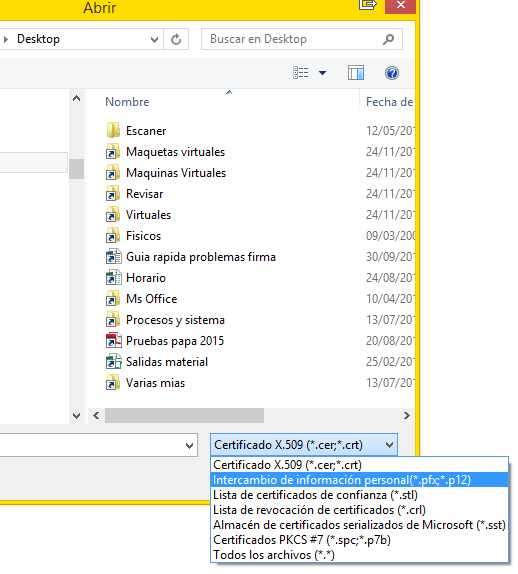 Abrir
Desktop
Buscar en Desktop
Nombre
Fecha de
Escaner 12/05/201
Maquetas virtuales 24/11/201
Maquinas Virtuales 24/11/201
Revisar 24/11/201
Virtuales 24/11/201
Fisicos 09/03/200
Guia rapida problemas firma 30/09/201
Horario 24/08/201
Ms Office 10/04/201
Procesos y sistema 13/07/201
Pruebas papa 2015 20/08/201
Salidas material 25/02/201
Varias mias 13/07/201
Certificado X.509 (*.cer;*.crt)
Certificado X.509 (*.cer;*.crt)
Intercambio de información personal(*.pfx;*.p12)
Lista de certificados de confianza (*.stl)
Lista de revocación de certificados (*.crl)
Almacén de certificados serializados de Microsoft (*.sst)
Certificados PKCS #7 (*.spc;*.p7b)
Todos los archivos (*.*)